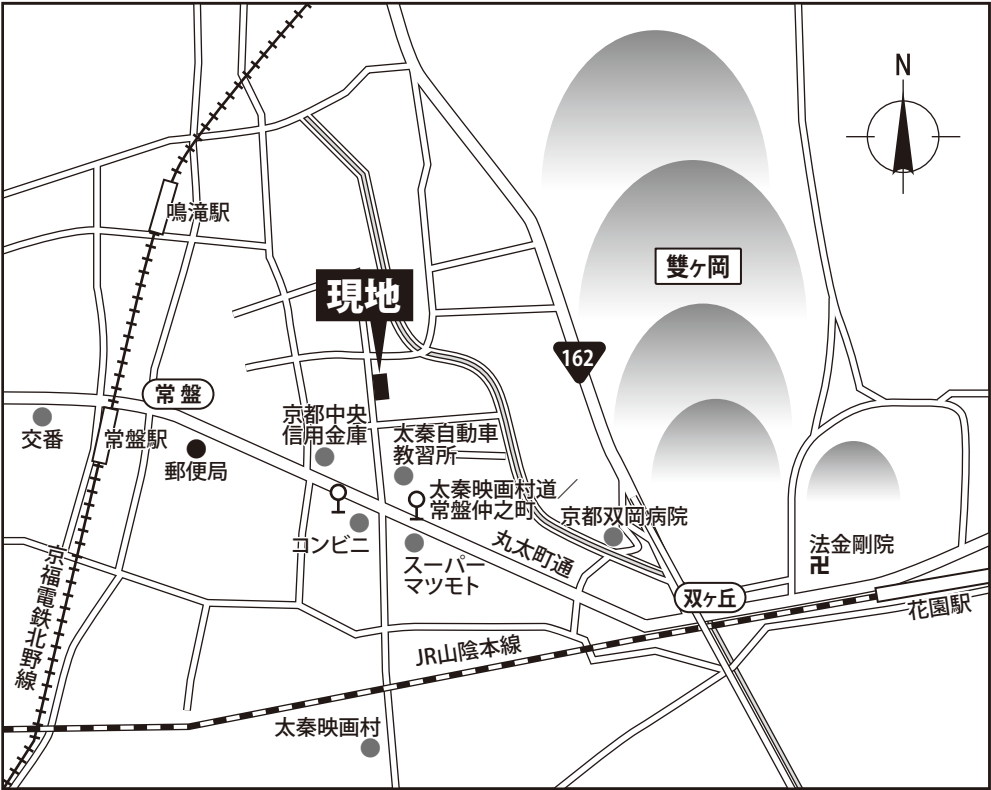 N
鳴滝駅
雙ヶ岡
現地
162
常盤
京都中央
信用金庫
交番
常盤駅
郵便局
太秦自動車
教習所
太秦映画村道
常盤仲之町
京都双岡病院
コンビニ
丸太町通
スーパー
マツモト
法金剛院
卍
京福電鉄北野線
双ヶ丘
花園駅
JR山陰本線
太秦映画村